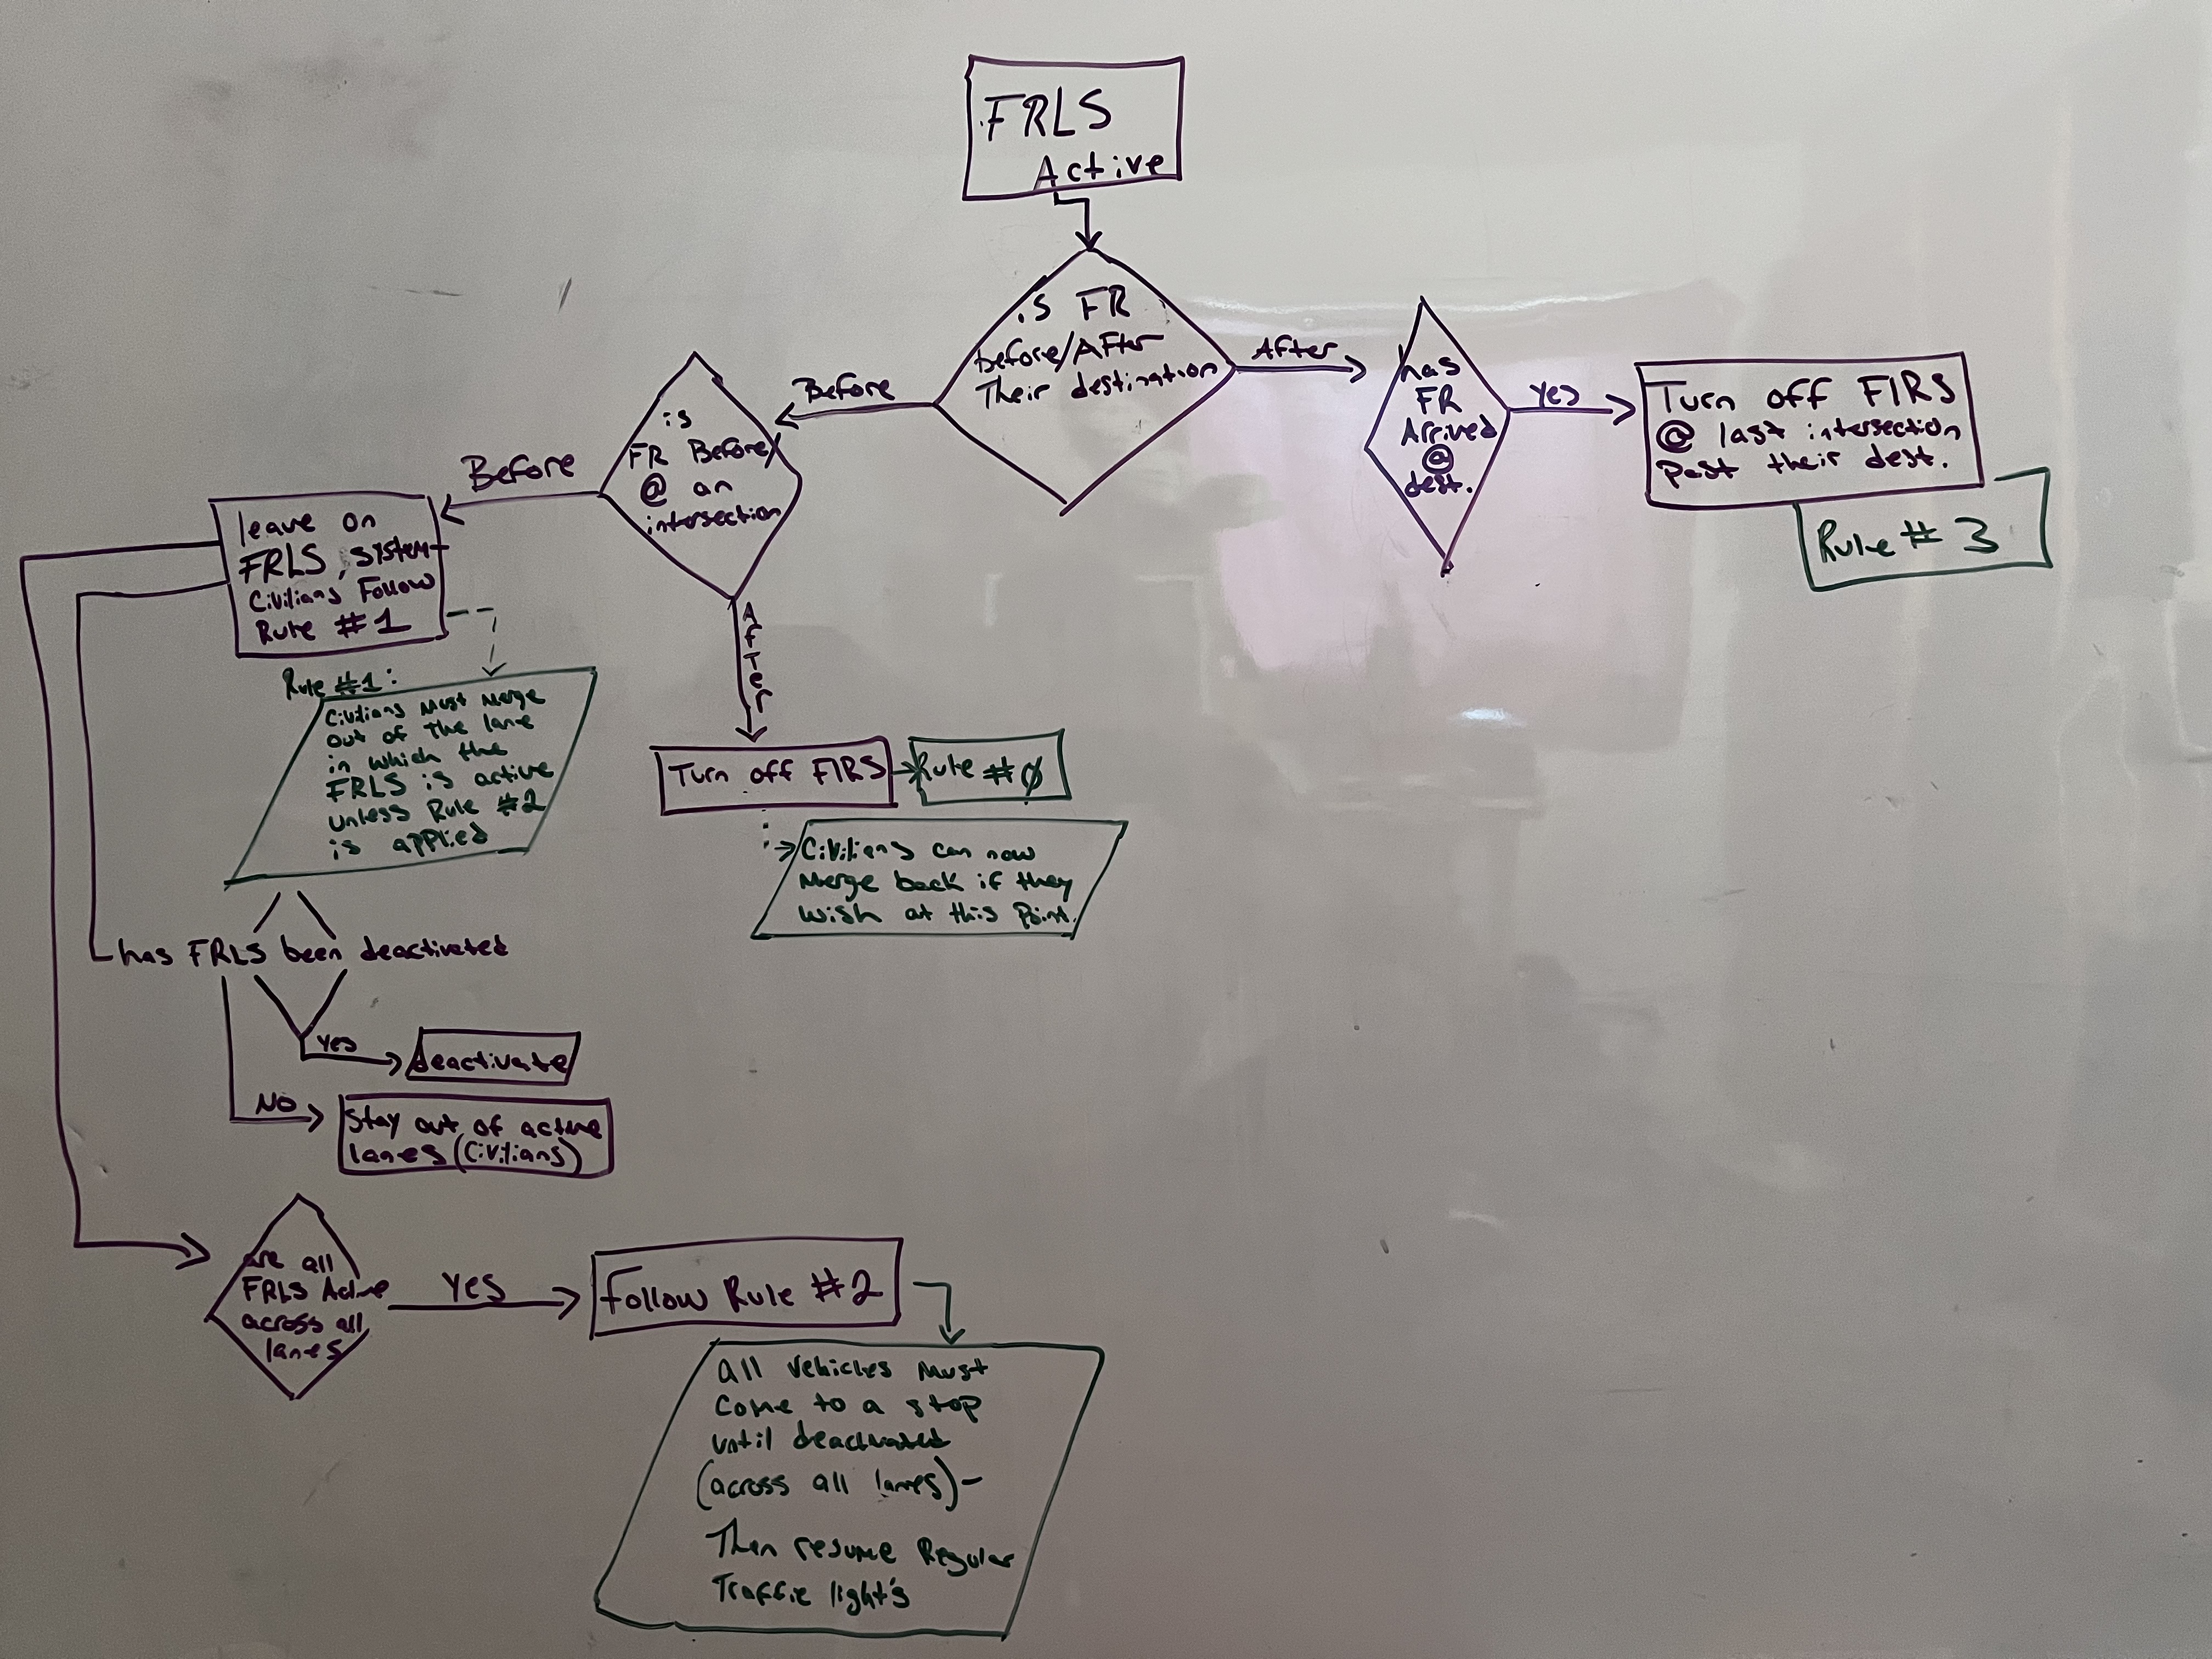 FRLS
Active
is FR
before/After
Their destination
After
has
FR
Arrived
@
dest.
Yes
Turn off FIRS
@ last intersection
Past their dest.
Rule # 3
Before
is
FR Before/
@ an
intersection
Before
leave on
FRLS, System
Civilians Follow
Rule #1
Rule #1:
Civilians Must Merge
out of the lane
in which the
FRLS is active
unless Rule #2
is applied
After
Turn off FIRS
Rule #Ø
Civilians can now
Merge back if they
wish at this Point.
has FRLS been deactivated
Yes
deactivate
NO
Stay out of active
lanes (Civilians)
are all
FRLS Active
across all
lanes
Yes
Follow Rule #2
all vehicles Must
Come to a stop
until deactivated
(across all lanes)-
Then resume Regular
Traffic light's